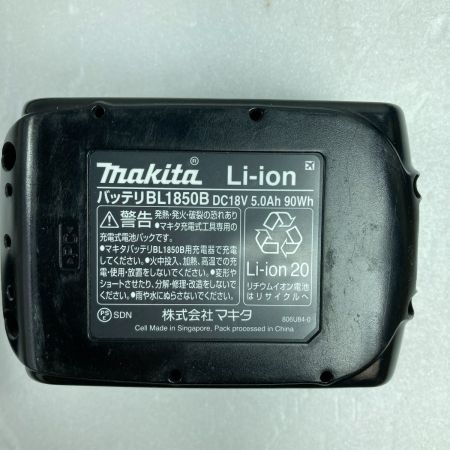 makita® Li-ion
バッテリBL1850B DC18V 5.0Ah 90Wh
警告 発熱・発火・破裂の恐れあり
●マキタ充電式工具専用の
充電式電池パックです。
●マキタバッテリBL1850B用充電器で充電
してください。●火中投入、加熱、高温での充
電・使用・放置をしないでください。●変形や
ショートさせたり、分解・修理・改造をしないで
ください。●雨や水にぬらさないでください。
Li-ion 20
リチウムイオン電池
はリサイクルへ
PS E SDN 株式会社マキタ
Cell Made in Singapore, Pack processed in China
806U84-0